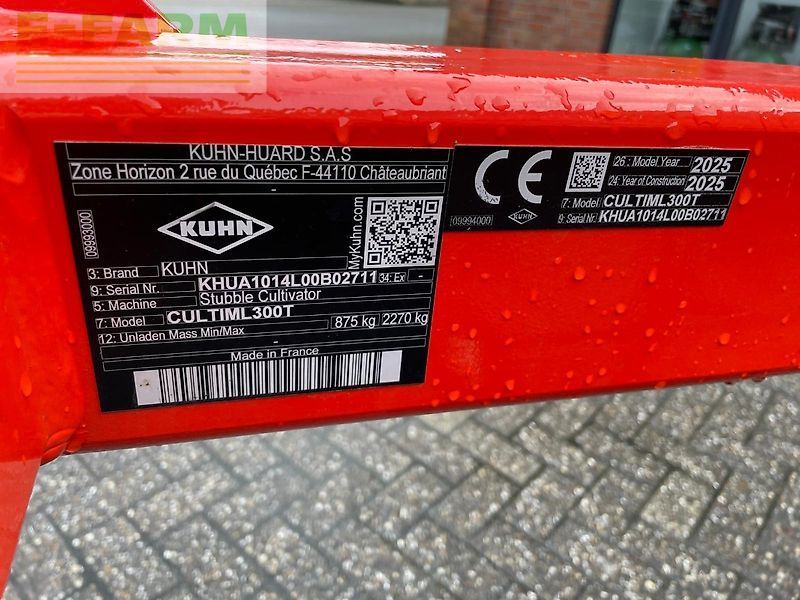 E-FARM
KUHN-HUARD S.A.S
Zone Horizon 2 rue du Québec F-44110 Châteaubriant
09993000
KUHN
MyKuhn.com
3: Brand KUHN
9: Serial Nr. KHUA1014L00B02711 34: Ex -
5: Machine Stubble Cultivator
7: Model CULTIML300T
12: Unladen Mass Min/Max 875 kg 2270 kg
-
Made in France
CE
09994000
KUHN
26 : Model Year 2025
24: Year of Construction 2025
7: Model CULTIML300T
9: Serial Nr. KHUA1014L00B02711